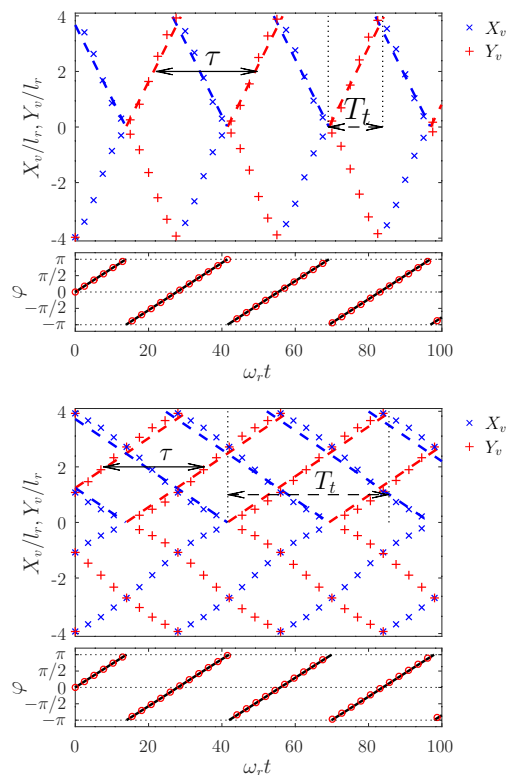 4
2
0
-2
-4
X_v/l_r, Y_v/l_r
τ
T_t
× X_v
+ Y_v
π
π/2
0
−π/2
−π
φ
0 20 40 60 80 100
ω_r t
4
2
0
-2
-4
X_v/l_r, Y_v/l_r
τ
T_t
× X_v
+ Y_v
π
π/2
0
−π/2
−π
φ
0 20 40 60 80 100
ω_r t